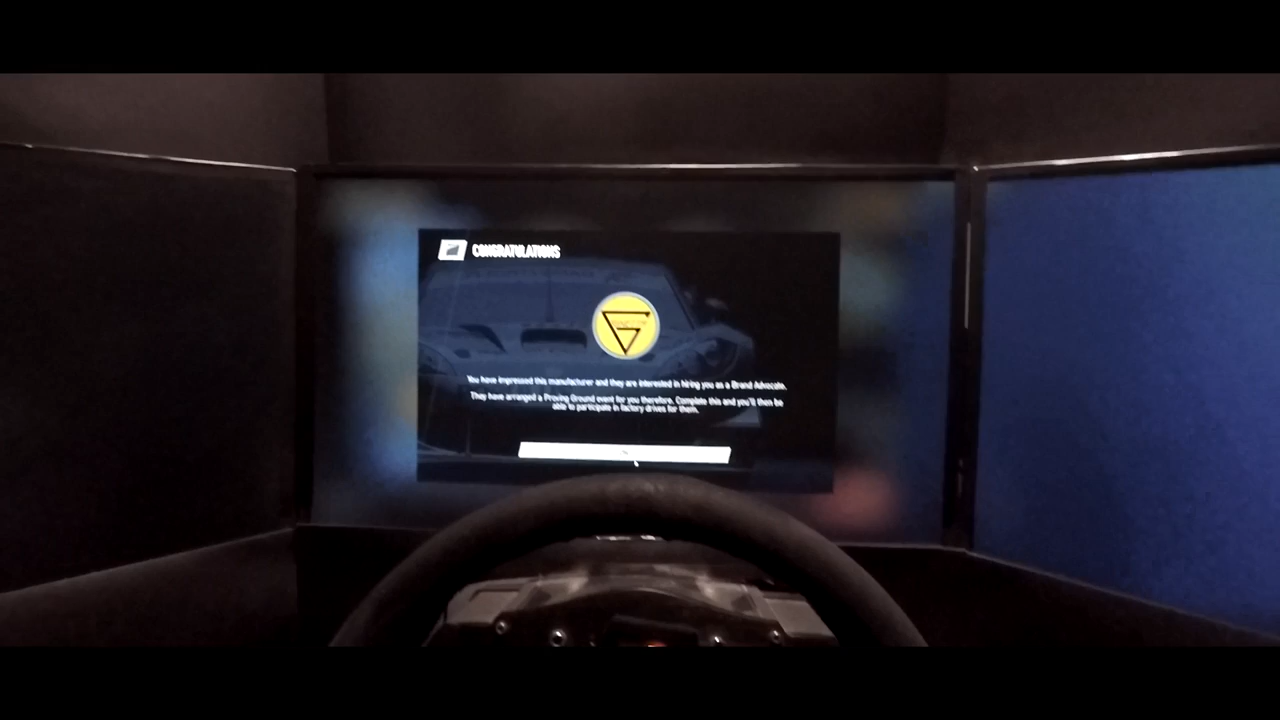 CONGRATULATIONS
You have impressed this manufacturer and they are interested in hiring you as a Brand Advocate.
They have arranged a Proving Ground event for you therefore. Complete this and you'll then be
able to participate in factory drives for them.